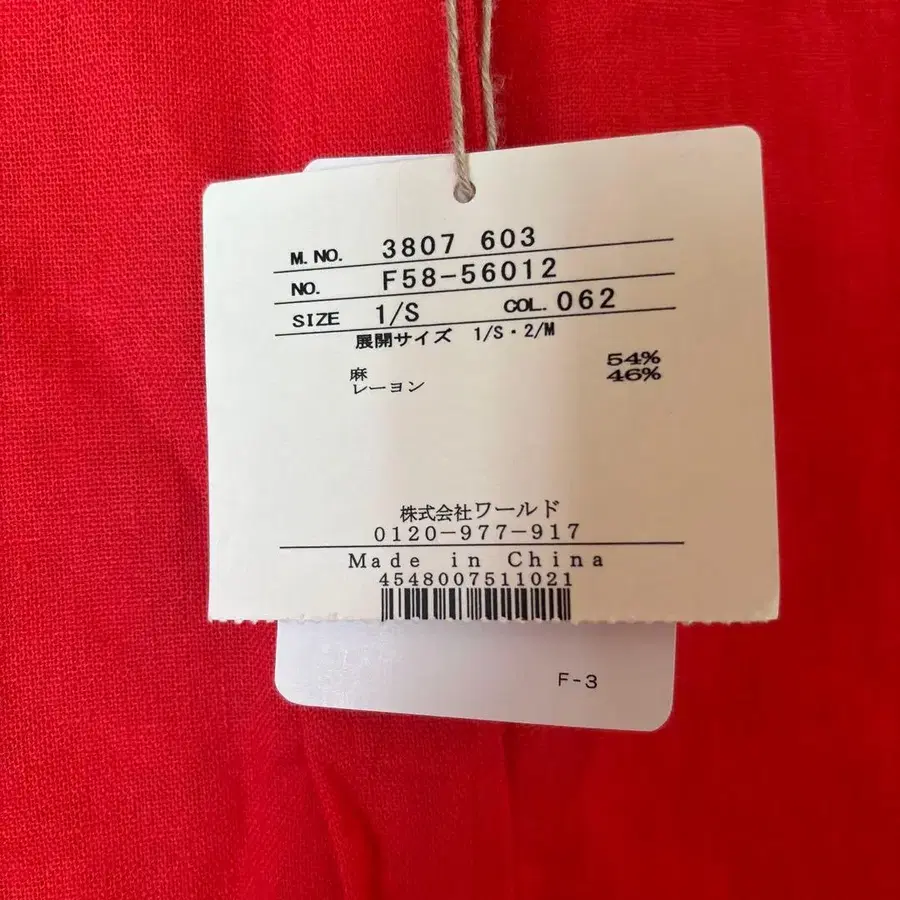 M. NO. 3807 603
NO. F58-56012
SIZE 1/S COL. 062
展開サイズ 1/S・2/M
麻 54%
レーヨン 46%
株式会社ワールド
0120-977-917
Made in China
4548007511021
F-3